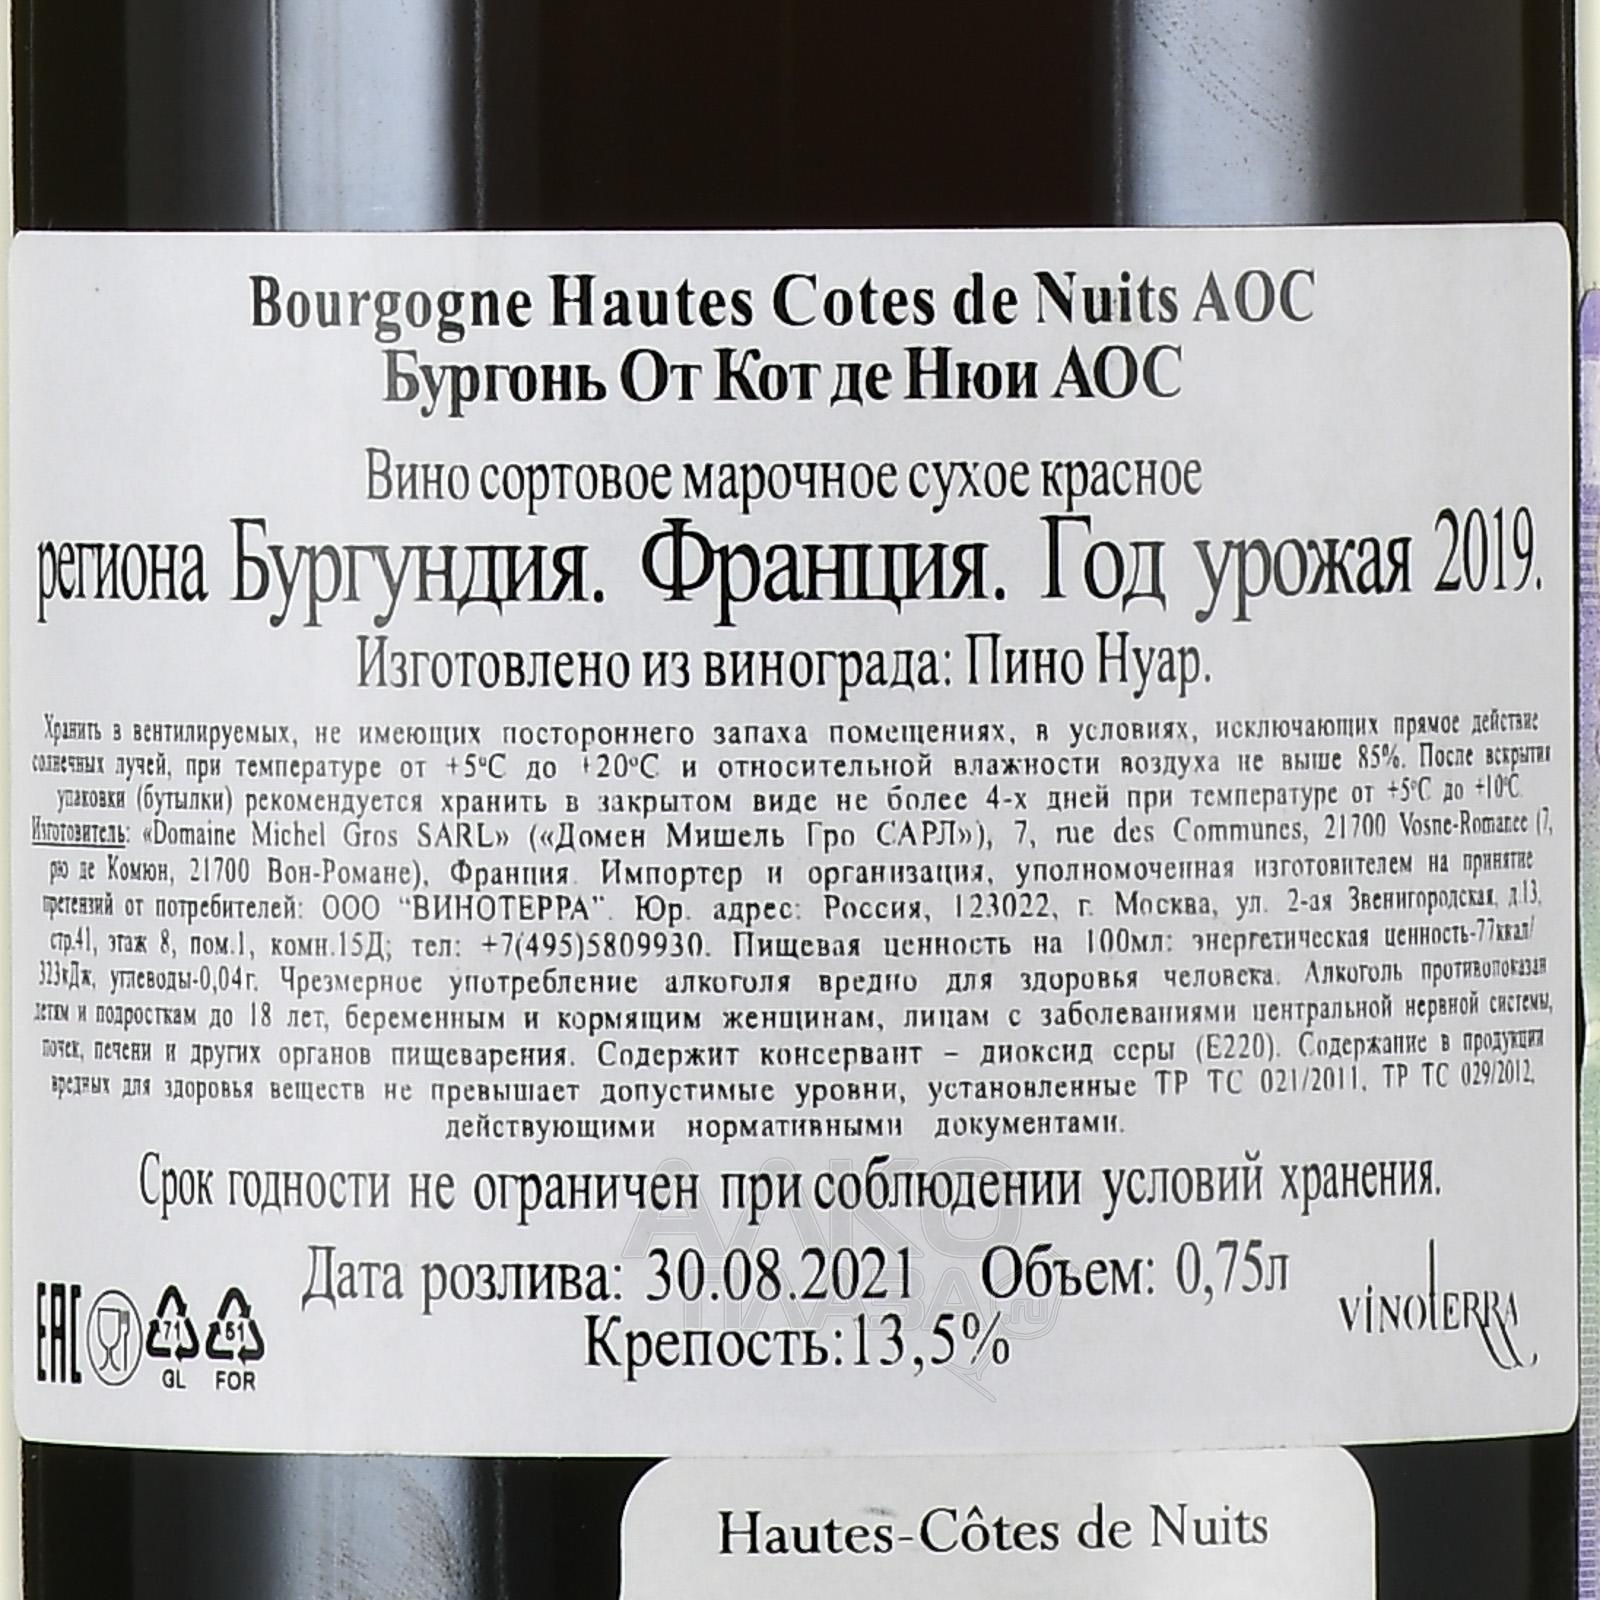 Bourgogne Hautes Cotes de Nuits AOC
Бургонь От Кот де Нюи АОС
Вино сортовое марочное сухое красное
региона Бургундия. Франция. Год урожая 2019.
Изготовлено из винограда: Пино Нуар.
Хранить в вентилируемых, не имеющих постороннего запаха помещениях, в условиях, исключающих прямое действие
солнечных лучей, при температуре от +5°С до +20°С и относительной влажности воздуха не выше 85%. После вскрытия
упаковки (бутылки) рекомендуется хранить в закрытом виде не более 4-х дней при температуре от +5°С до +10°С.
Изготовитель: «Domaine Michel Gros SARL» («Домен Мишель Гро САРЛ»), 7, rue des Communes, 21700 Vosne-Romanee (7,
рю де Комюн, 21700 Вон-Романе), Франция. Импортер и организация, уполномоченная изготовителем на принятие
претензий от потребителей: ООО "ВИНОТЕРРА". Юр. адрес: Россия, 123022, г. Москва, ул. 2-ая Звенигородская, д.13,
стр.41, этаж 8, пом.1, комн.15Д; тел: +7(495)5809930. Пищевая ценность на 100мл: энергетическая ценность-77ккал/
323кДж, углеводы-0,04г. Чрезмерное употребление алкоголя вредно для здоровья человека. Алкоголь противопоказан
детям и подросткам до 18 лет, беременным и кормящим женщинам, лицам с заболеваниями центральной нервной системы,
почек, печени и других органов пищеварения. Содержит консервант – диоксид серы (Е220). Содержание в продукции
вредных для здоровья веществ не превышает допустимые уровни, установленные ТР ТС 021/2011, ТР ТС 029/2012,
действующими нормативными документами.
Срок годности не ограничен при соблюдении условий хранения.
Дата розлива: 30.08.2021 Объем: 0,75л
Крепость:13,5%
EAC
71
GL
51
FOR
VINOTERRA
АЛКО
ПЛАЗА.ru
Hautes-Côtes de Nuits